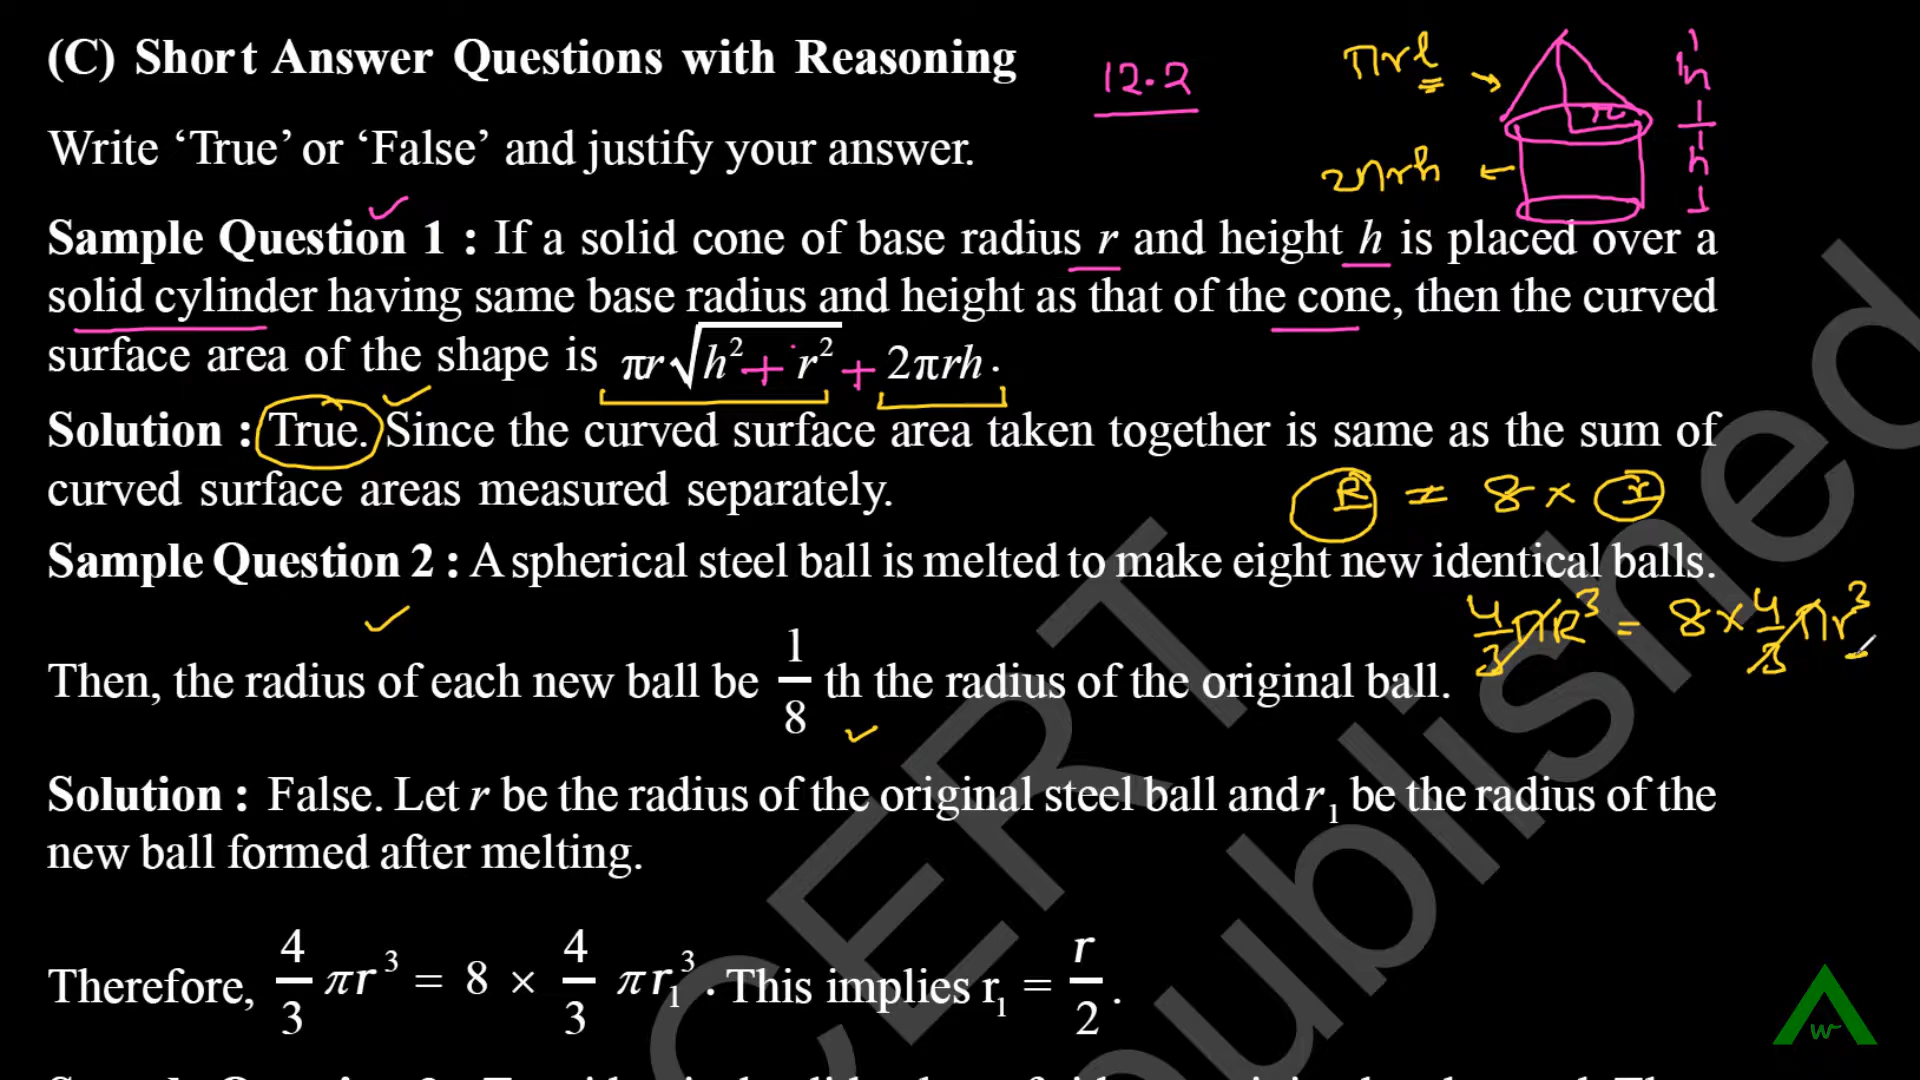 (C) Short Answer Questions with Reasoning
12.2
πrl
Write ‘True’ or ‘False’ and justify your answer.
2πrh
h
r
h
Sample Question 1 : If a solid cone of base radius r and height h is placed over a
solid cylinder having same base radius and height as that of the cone, then the curved
surface area of the shape is πr√(h² + r²) + 2πrh.
Solution : True. Since the curved surface area taken together is same as the sum of
curved surface areas measured separately.
R = 8 × r
Sample Question 2 : A spherical steel ball is melted to make eight new identical balls.
4/3 πR³ = 8 × 4/3 πr³
Then, the radius of each new ball be 1/8 th the radius of the original ball.
Solution : False. Let r be the radius of the original steel ball and r₁ be the radius of the
new ball formed after melting.
Therefore, 4/3 πr³ = 8 × 4/3 πr₁³. This implies r₁ = r/2.